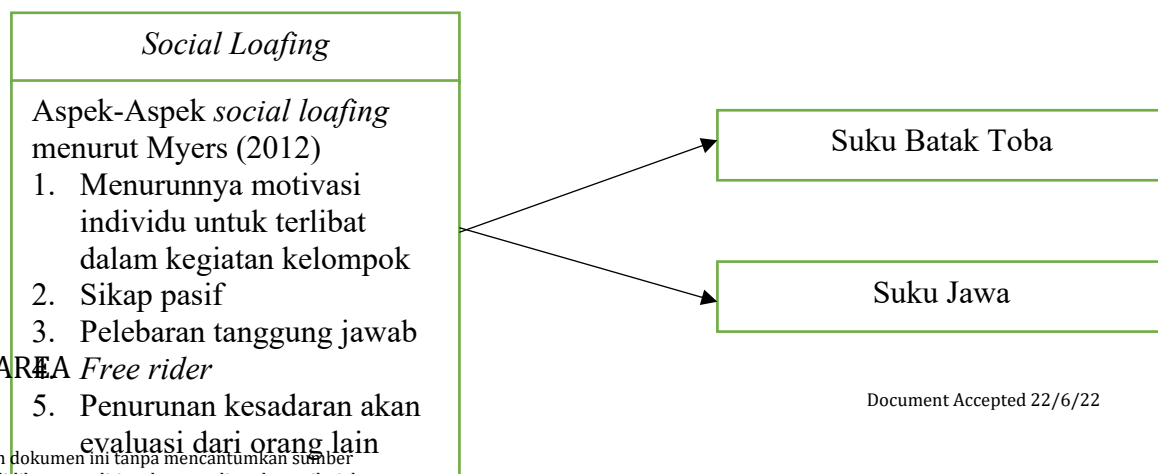 Social Loafing
Aspek-Aspek social loafing
menurut Myers (2012)
1. Menurunnya motivasi
individu untuk terlibat
dalam kegiatan kelompok
2. Sikap pasif
3. Pelebaran tanggung jawab
4. Free rider
5. Penurunan kesadaran akan
evaluasi dari orang lain
Suku Batak Toba
Suku Jawa
AREA
Document Accepted 22/6/22
dokumen ini tanpa mencantumkan sumber